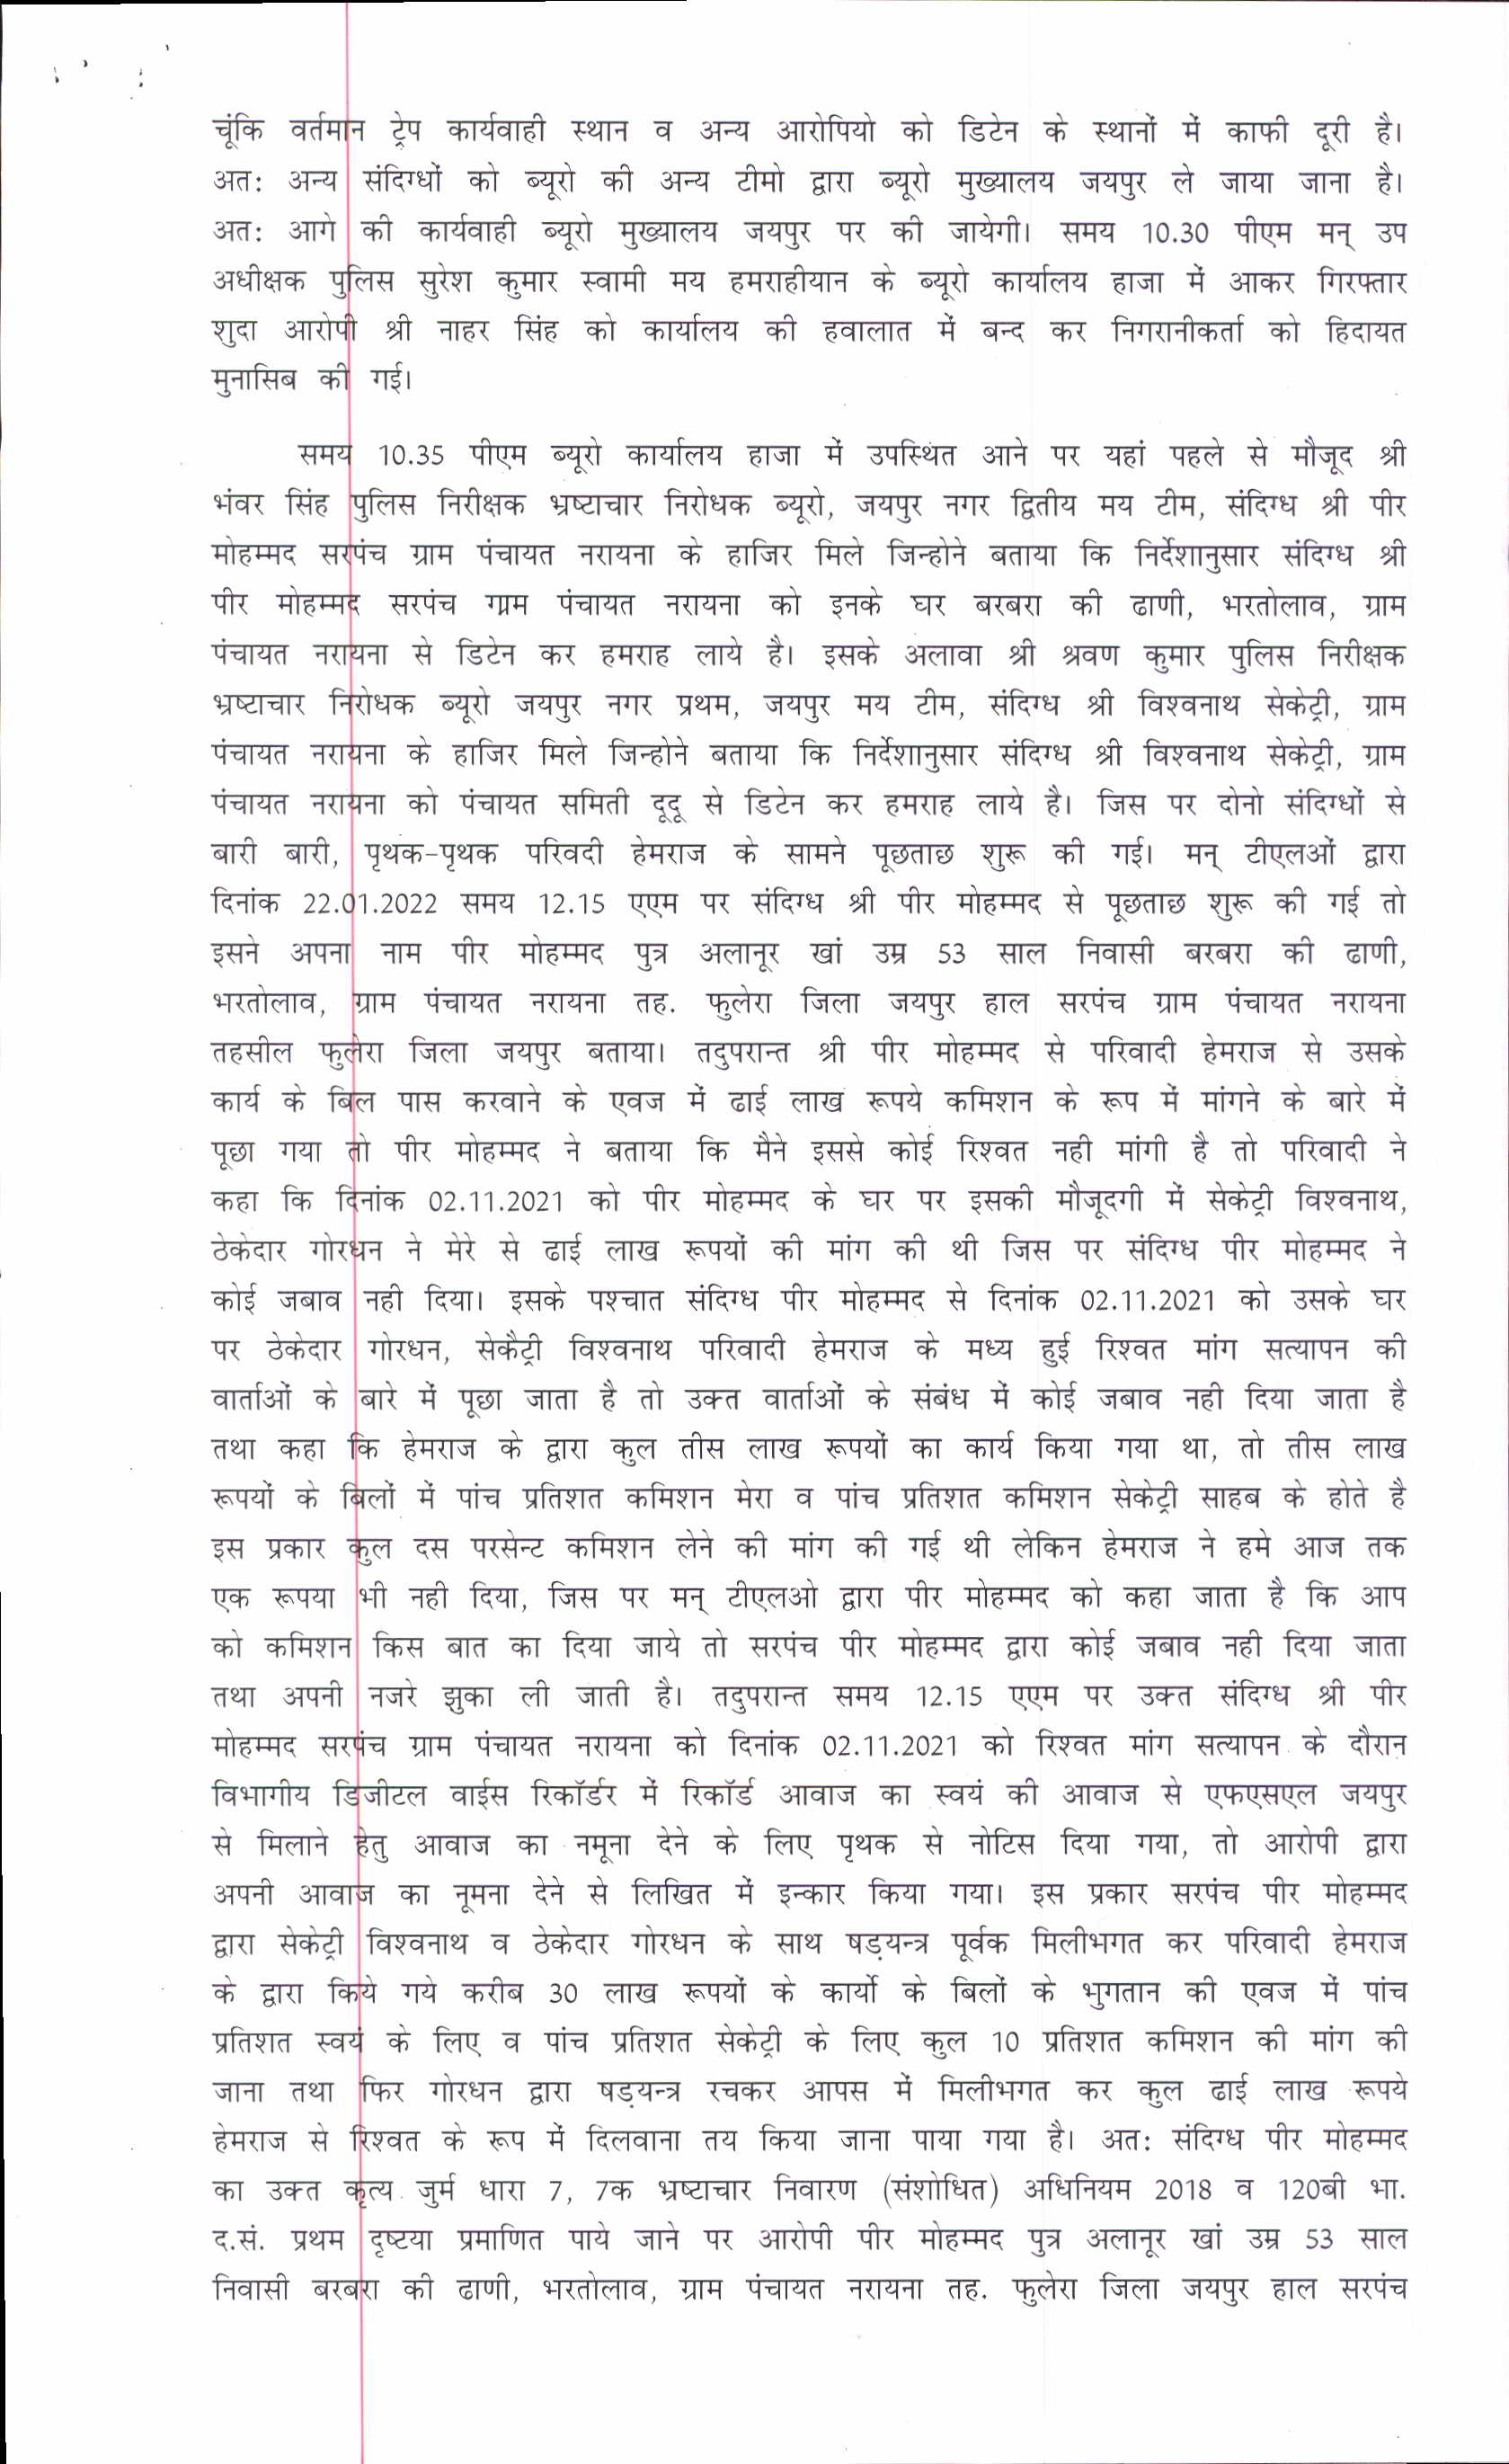 चूंकि वर्तमान ट्रेप कार्यवाही स्थान व अन्य आरोपियो को डिटेन के स्थानों में काफी दूरी है।
अतः अन्य संदिग्धों को ब्यूरो की अन्य टीमो द्वारा ब्यूरो मुख्यालय जयपुर ले जाया जाना है।
अतः आगे की कार्यवाही ब्यूरो मुख्यालय जयपुर पर की जायेगी। समय 10.30 पीएम मन् उप
अधीक्षक पुलिस सुरेश कुमार स्वामी मय हमराहीयान के ब्यूरो कार्यालय हाजा में आकर गिरफ्तार
शुदा आरोपी श्री नाहर सिंह को कार्यालय की हवालात में बन्द कर निगरानीकर्ता को हिदायत
मुनासिब की गई।
समय 10.35 पीएम ब्यूरो कार्यालय हाजा में उपस्थित आने पर यहां पहले से मौजूद श्री
भंवर सिंह पुलिस निरीक्षक भ्रष्टाचार निरोधक ब्यूरो, जयपुर नगर द्वितीय मय टीम, संदिग्ध श्री पीर
मोहम्मद सरपंच ग्राम पंचायत नरायना के हाजिर मिले जिन्होने बताया कि निर्देशानुसार संदिग्ध श्री
पीर मोहम्मद सरपंच गा्रम पंचायत नरायना को इनके घर बरबरा की ढाणी, भरतोलाव, ग्राम
पंचायत नरायना से डिटेन कर हमराह लाये है। इसके अलावा श्री श्रवण कुमार पुलिस निरीक्षक
भ्रष्टाचार निरोधक ब्यूरो जयपुर नगर प्रथम, जयपुर मय टीम, संदिग्ध श्री विश्वनाथ सेकेट्री, ग्राम
पंचायत नरायना के हाजिर मिले जिन्होने बताया कि निर्देशानुसार संदिग्ध श्री विश्वनाथ सेकेट्री, ग्राम
पंचायत नरायना को पंचायत समिती दूदू से डिटेन कर हमराह लाये है। जिस पर दोनो संदिग्धों से
बारी बारी, पृथक-पृथक परिवदी हेमराज के सामने पूछताछ शुरू की गई। मन् टीएलओं द्वारा
दिनांक 22.01.2022 समय 12.15 एएम पर संदिग्ध श्री पीर मोहम्मद से पूछताछ शुरू की गई तो
इसने अपना नाम पीर मोहम्मद पुत्र अलानूर खां उम्र 53 साल निवासी बरबरा की ढाणी,
भरतोलाव, ग्राम पंचायत नरायना तह. फुलेरा जिला जयपुर हाल सरपंच ग्राम पंचायत नरायना
तहसील फुलेरा जिला जयपुर बताया। तदुपरान्त श्री पीर मोहम्मद से परिवादी हेमराज से उसके
कार्य के बिल पास करवाने के एवज में ढाई लाख रूपये कमिशन के रूप में मांगने के बारे में
पूछा गया तो पीर मोहम्मद ने बताया कि मैने इससे कोई रिश्वत नही मांगी है तो परिवादी ने
कहा कि दिनांक 02.11.2021 को पीर मोहम्मद के घर पर इसकी मौजूदगी में सेकेट्री विश्वनाथ,
ठेकेदार गोरधन ने मेरे से ढाई लाख रूपयों की मांग की थी जिस पर संदिग्ध पीर मोहम्मद ने
कोई जबाव नही दिया। इसके पश्चात संदिग्ध पीर मोहम्मद से दिनांक 02.11.2021 को उसके घर
पर ठेकेदार गोरधन, सेकैट्री विश्वनाथ परिवादी हेमराज के मध्य हुई रिश्वत मांग सत्यापन की
वार्ताओं के बारे में पूछा जाता है तो उक्त वार्ताओं के संबंध में कोई जबाव नही दिया जाता है
तथा कहा कि हेमराज के द्वारा कुल तीस लाख रूपयों का कार्य किया गया था, तो तीस लाख
रूपयों के बिलों में पांच प्रतिशत कमिशन मेरा व पांच प्रतिशत कमिशन सेकेट्री साहब के होते है
इस प्रकार कुल दस परसेन्ट कमिशन लेने की मांग की गई थी लेकिन हेमराज ने हमे आज तक
एक रूपया भी नही दिया, जिस पर मन् टीएलओ द्वारा पीर मोहम्मद को कहा जाता है कि आप
को कमिशन किस बात का दिया जाये तो सरपंच पीर मोहम्मद द्वारा कोई जबाव नही दिया जाता
तथा अपनी नजरे झुका ली जाती है। तदुपरान्त समय 12.15 एएम पर उक्त संदिग्ध श्री पीर
मोहम्मद सरपंच ग्राम पंचायत नरायना को दिनांक 02.11.2021 को रिश्वत मांग सत्यापन के दौरान
विभागीय डिजीटल वाईस रिकॉर्डर में रिकॉर्ड आवाज का स्वयं की आवाज से एफएसएल जयपुर
से मिलाने हेतु आवाज का नमूना देने के लिए पृथक से नोटिस दिया गया, तो आरोपी द्वारा
अपनी आवाज का नूमना देने से लिखित में इन्कार किया गया। इस प्रकार सरपंच पीर मोहम्मद
द्वारा सेकेट्री विश्वनाथ व ठेकेदार गोरधन के साथ षड़यन्त्र पूर्वक मिलीभगत कर परिवादी हेमराज
के द्वारा किये गये करीब 30 लाख रूपयों के कार्यो के बिलों के भुगतान की एवज में पांच
प्रतिशत स्वयं के लिए व पांच प्रतिशत सेकेट्री के लिए कुल 10 प्रतिशत कमिशन की मांग की
जाना तथा फिर गोरधन द्वारा षड़यन्त्र रचकर आपस में मिलीभगत कर कुल ढाई लाख रूपये
हेमराज से रिश्वत के रूप में दिलवाना तय किया जाना पाया गया है। अतः संदिग्ध पीर मोहम्मद
का उक्त कृत्य जुर्म धारा 7, 7क भ्रष्टाचार निवारण (संशोधित) अधिनियम 2018 व 120बी भा.
द.सं. प्रथम दृष्टया प्रमाणित पाये जाने पर आरोपी पीर मोहम्मद पुत्र अलानूर खां उम्र 53 साल
निवासी बरबरा की ढाणी, भरतोलाव, ग्राम पंचायत नरायना तह. फुलेरा जिला जयपुर हाल सरपंच